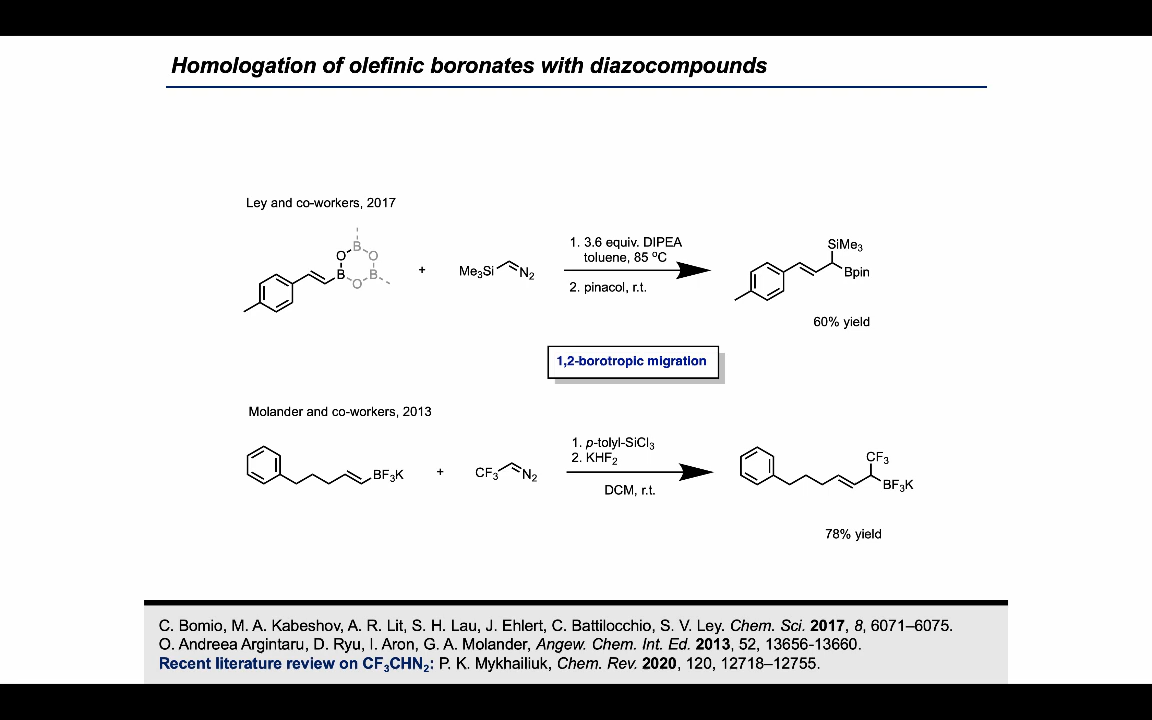 Homologation of olefinic boronates with diazocompounds
Ley and co-workers, 2017
B
O
O
B
B
O
+
Me₃Si
N₂
1. 3.6 equiv. DIPEA
toluene, 85 ºC
2. pinacol, r.t.
SiMe₃
Bpin
60% yield
1,2-borotropic migration
Molander and co-workers, 2013
BF₃K
+
CF₃
N₂
1. p-tolyl-SiCl₃
2. KHF₂
DCM, r.t.
CF₃
BF₃K
78% yield
C. Bomio, M. A. Kabeshov, A. R. Lit, S. H. Lau, J. Ehlert, C. Battilocchio, S. V. Ley. Chem. Sci. 2017, 8, 6071–6075.
O. Andreea Argintaru, D. Ryu, I. Aron, G. A. Molander, Angew. Chem. Int. Ed. 2013, 52, 13656-13660.
Recent literature review on CF₃CHN₂: P. K. Mykhailiuk, Chem. Rev. 2020, 120, 12718–12755.